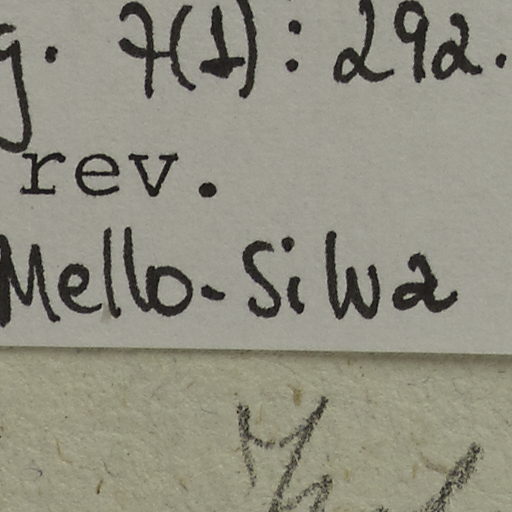 g. 7(1): 292.
rev.
Mello-Silva